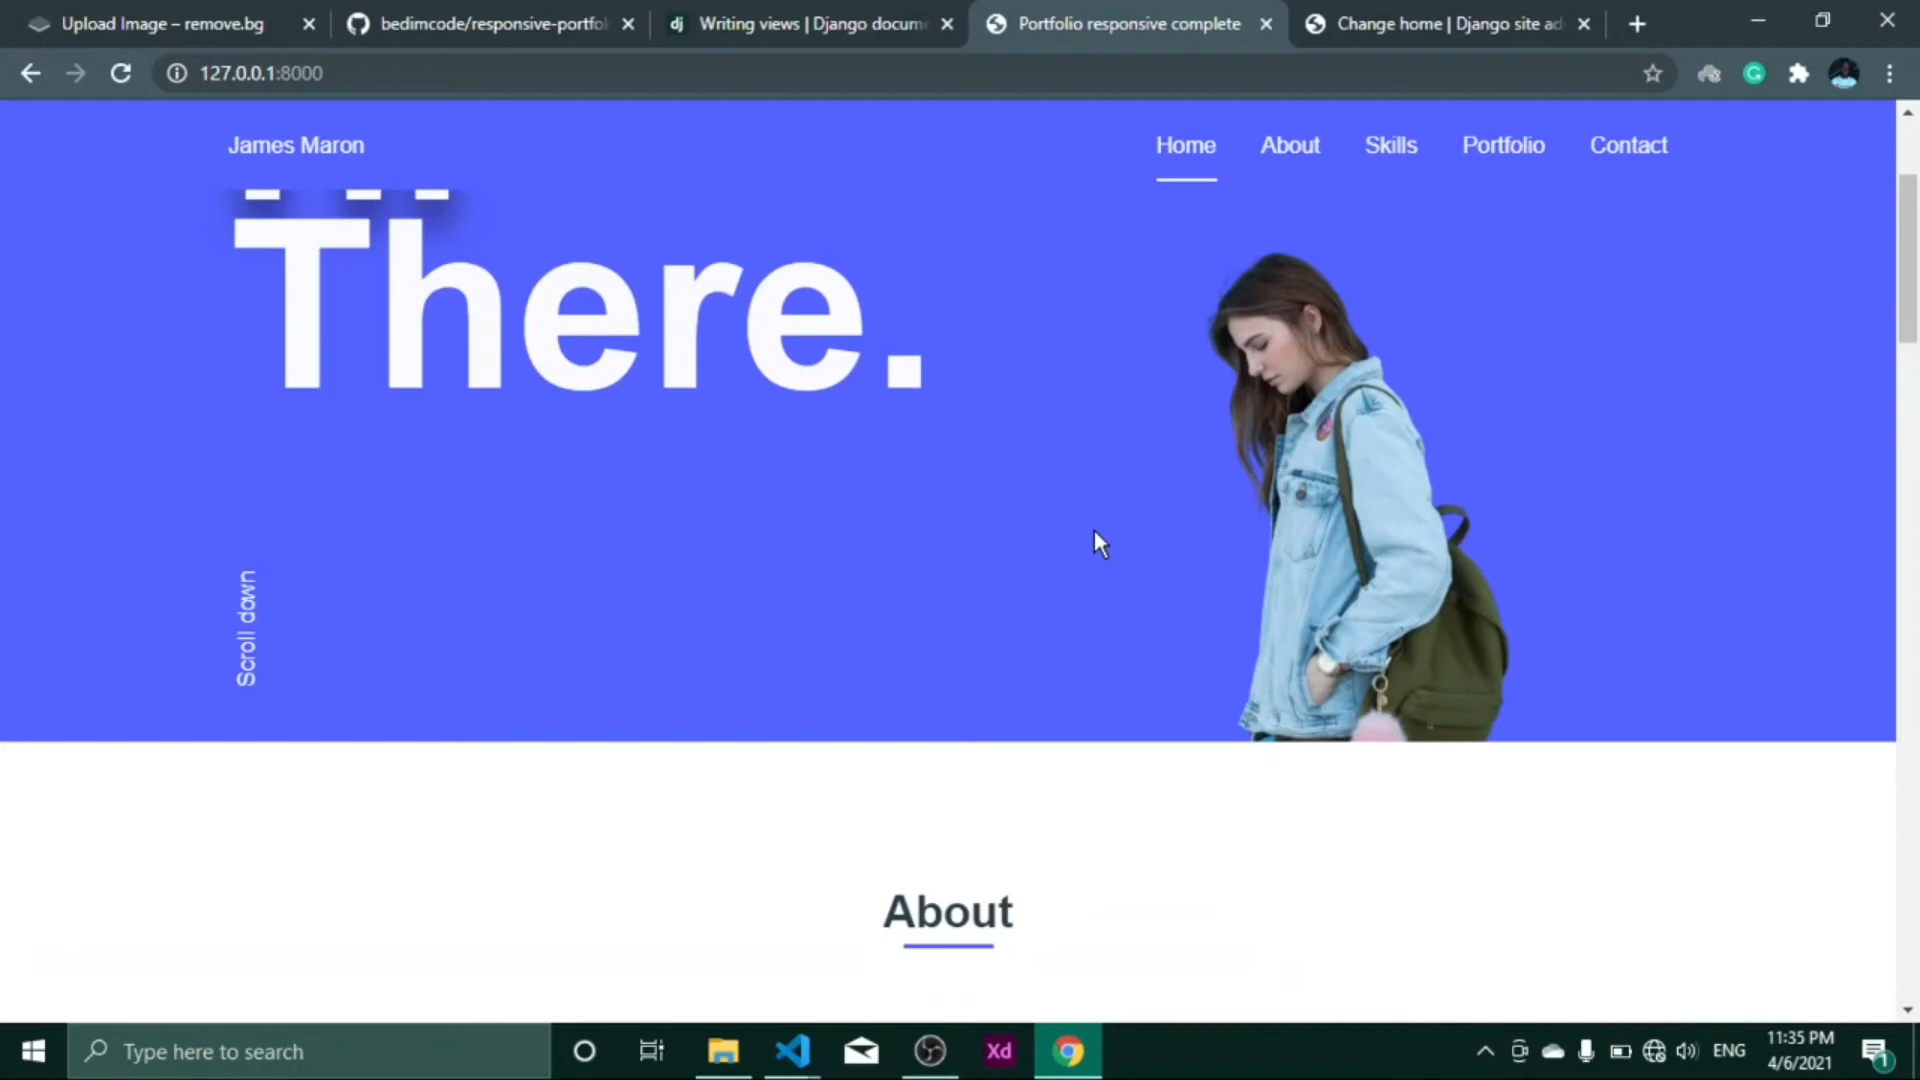 Upload Image – remove.bg
bedimcode/responsive-portfol
Writing views | Django docum
Portfolio responsive complete
Change home | Django site ad
127.0.0.1:8000
James Maron
Home
About
Skills
Portfolio
Contact
There.
Scroll down
About
Type here to search
Xd
ENG
11:35 PM
4/6/2021
1